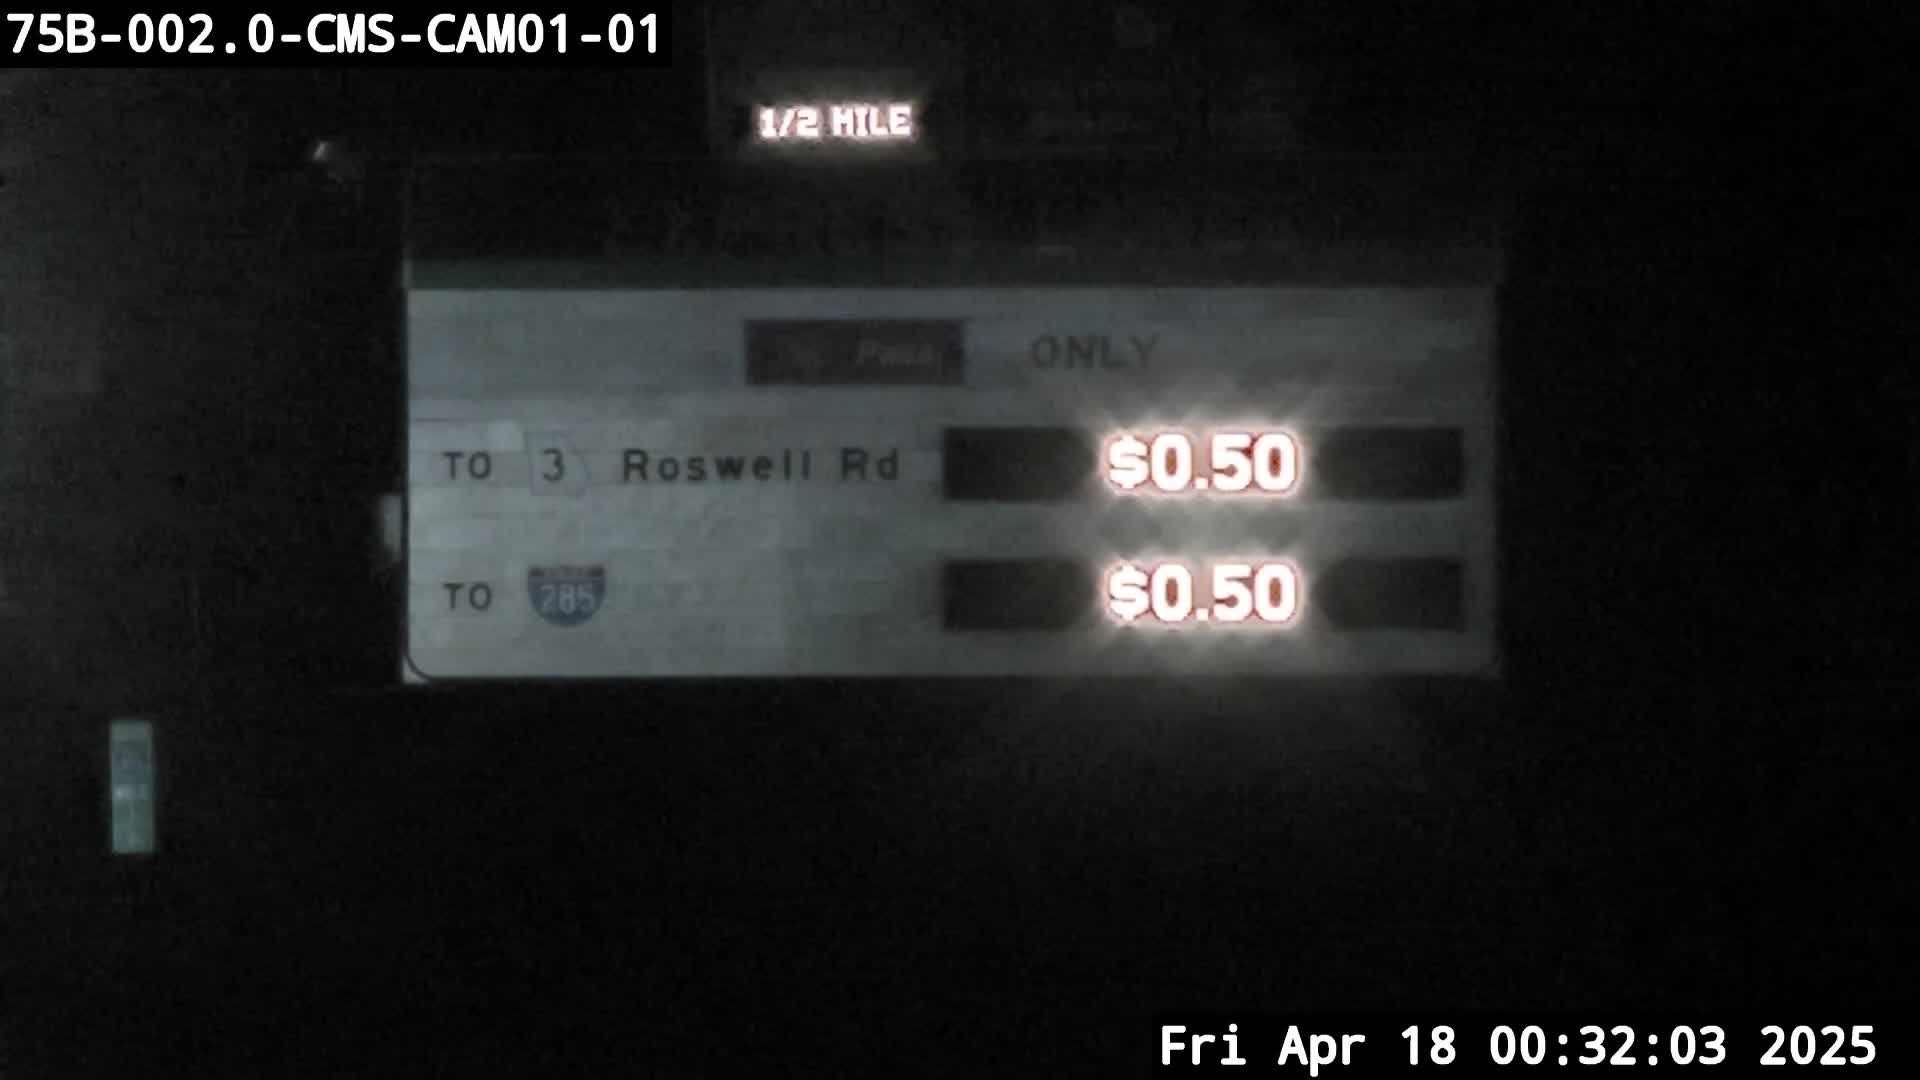 75B-002.0-CMS-CAM01-01
1/2 MILE
Pass ONLY
TO 3 Roswell Rd $0.50
TO 285 $0.50
Fri Apr 18 00:32:03 2025